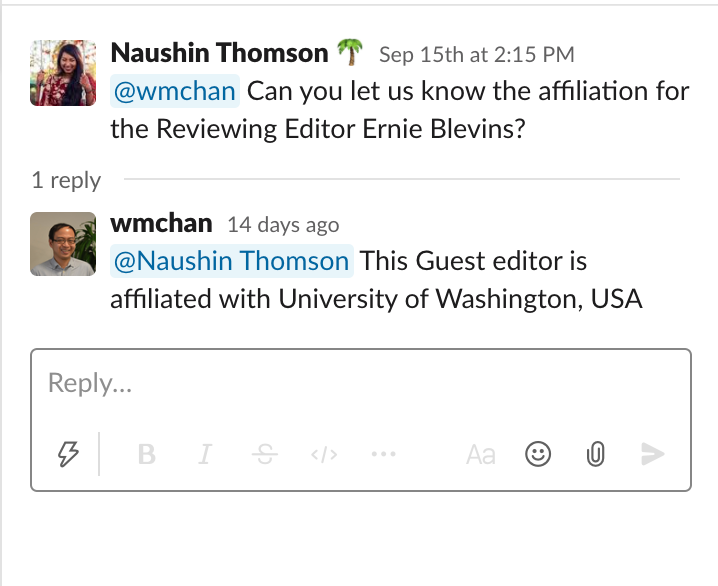 Naushin Thomson 🌴 Sep 15th at 2:15 PM
@wmchan Can you let us know the affiliation for
the Reviewing Editor Ernie Blevins?
1 reply
wmchan 14 days ago
@Naushin Thomson This Guest editor is
affiliated with University of Washington, USA
Reply...
B I S </> ••• Aa